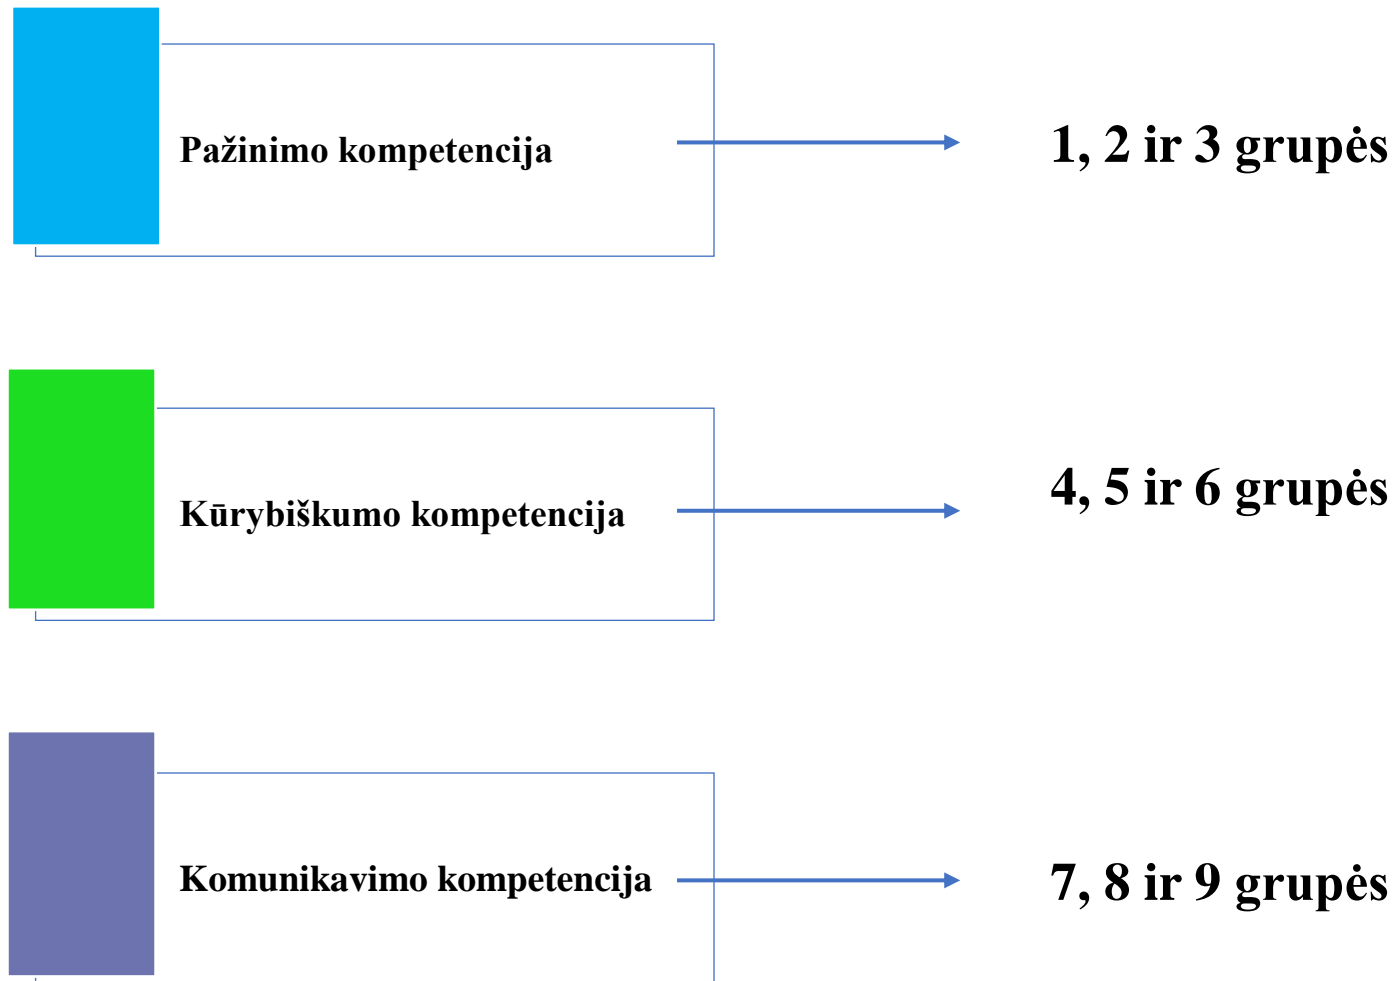 Pažinimo kompetencija
1, 2 ir 3 grupės
Kūrybiškumo kompetencija
4, 5 ir 6 grupės
Komunikavimo kompetencija
7, 8 ir 9 grupės